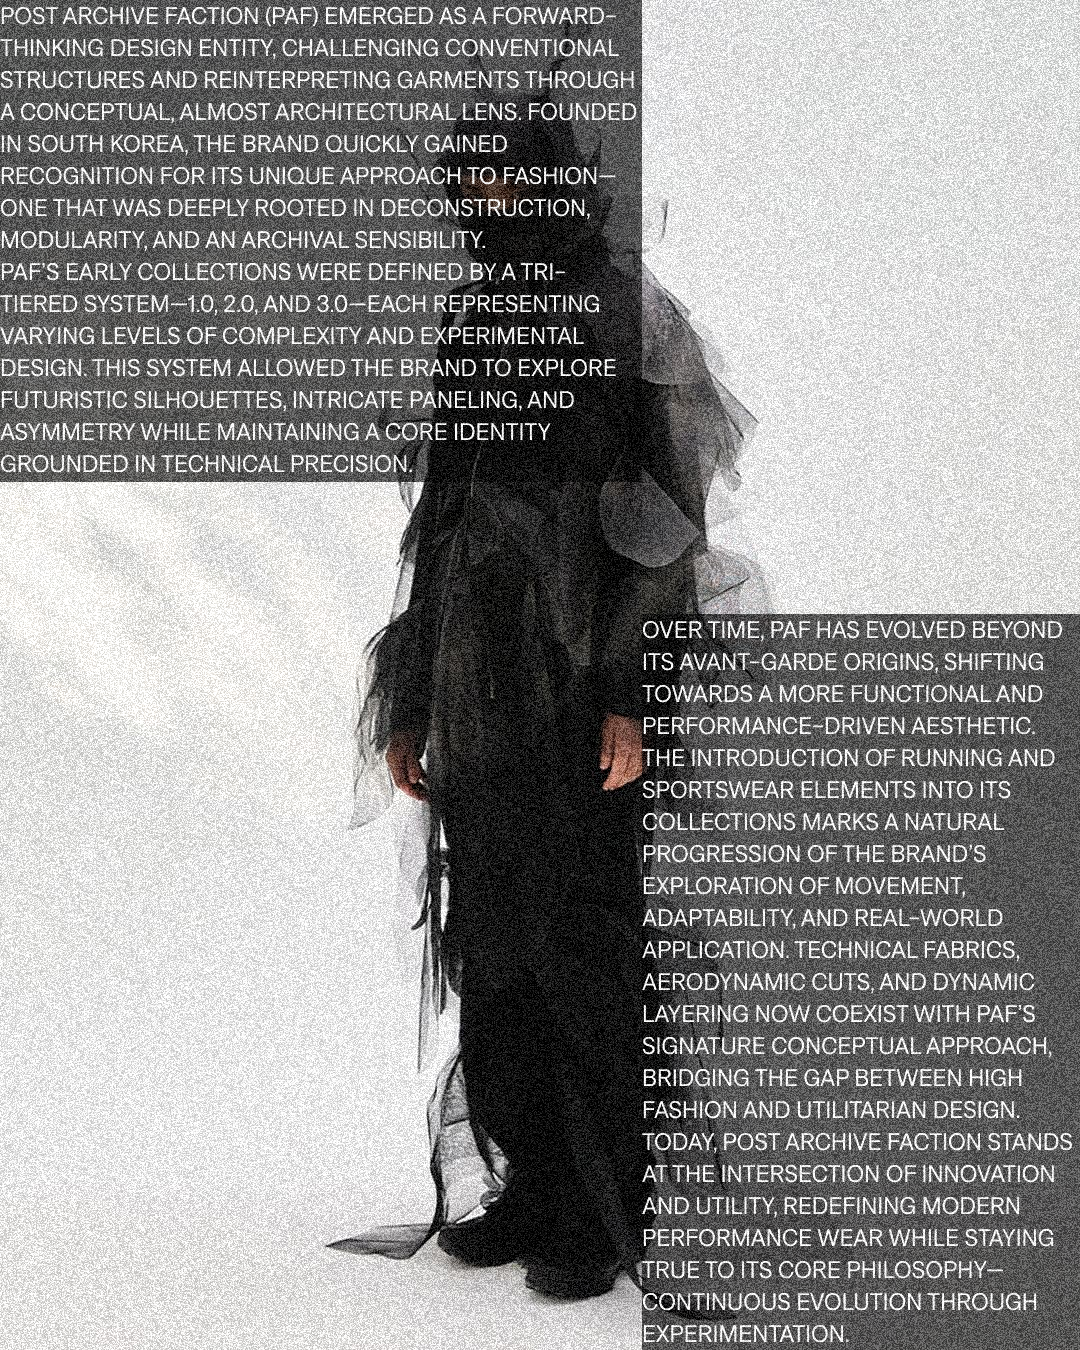 POST ARCHIVE FACTION (PAF) EMERGED AS A FORWARD-
THINKING DESIGN ENTITY, CHALLENGING CONVENTIONAL
STRUCTURES AND REINTERPRETING GARMENTS THROUGH
A CONCEPTUAL, ALMOST ARCHITECTURAL LENS. FOUNDED
IN SOUTH KOREA, THE BRAND QUICKLY GAINED
RECOGNITION FOR ITS UNIQUE APPROACH TO FASHION—
ONE THAT WAS DEEPLY ROOTED IN DECONSTRUCTION,
MODULARITY, AND AN ARCHIVAL SENSIBILITY.
PAF'S EARLY COLLECTIONS WERE DEFINED BY A TRI-
TIERED SYSTEM—1.0, 2.0, AND 3.0—EACH REPRESENTING
VARYING LEVELS OF COMPLEXITY AND EXPERIMENTAL
DESIGN. THIS SYSTEM ALLOWED THE BRAND TO EXPLORE
FUTURISTIC SILHOUETTES, INTRICATE PANELING, AND
ASYMMETRY WHILE MAINTAINING A CORE IDENTITY
GROUNDED IN TECHNICAL PRECISION.
OVER TIME, PAF HAS EVOLVED BEYOND
ITS AVANT-GARDE ORIGINS, SHIFTING
TOWARDS A MORE FUNCTIONAL AND
PERFORMANCE-DRIVEN AESTHETIC.
THE INTRODUCTION OF RUNNING AND
SPORTSWEAR ELEMENTS INTO ITS
COLLECTIONS MARKS A NATURAL
PROGRESSION OF THE BRAND'S
EXPLORATION OF MOVEMENT,
ADAPTABILITY, AND REAL-WORLD
APPLICATION. TECHNICAL FABRICS,
AERODYNAMIC CUTS, AND DYNAMIC
LAYERING NOW COEXIST WITH PAF'S
SIGNATURE CONCEPTUAL APPROACH,
BRIDGING THE GAP BETWEEN HIGH
FASHION AND UTILITARIAN DESIGN.
TODAY, POST ARCHIVE FACTION STANDS
AT THE INTERSECTION OF INNOVATION
AND UTILITY, REDEFINING MODERN
PERFORMANCE WEAR WHILE STAYING
TRUE TO ITS CORE PHILOSOPHY—
CONTINUOUS EVOLUTION THROUGH
EXPERIMENTATION.